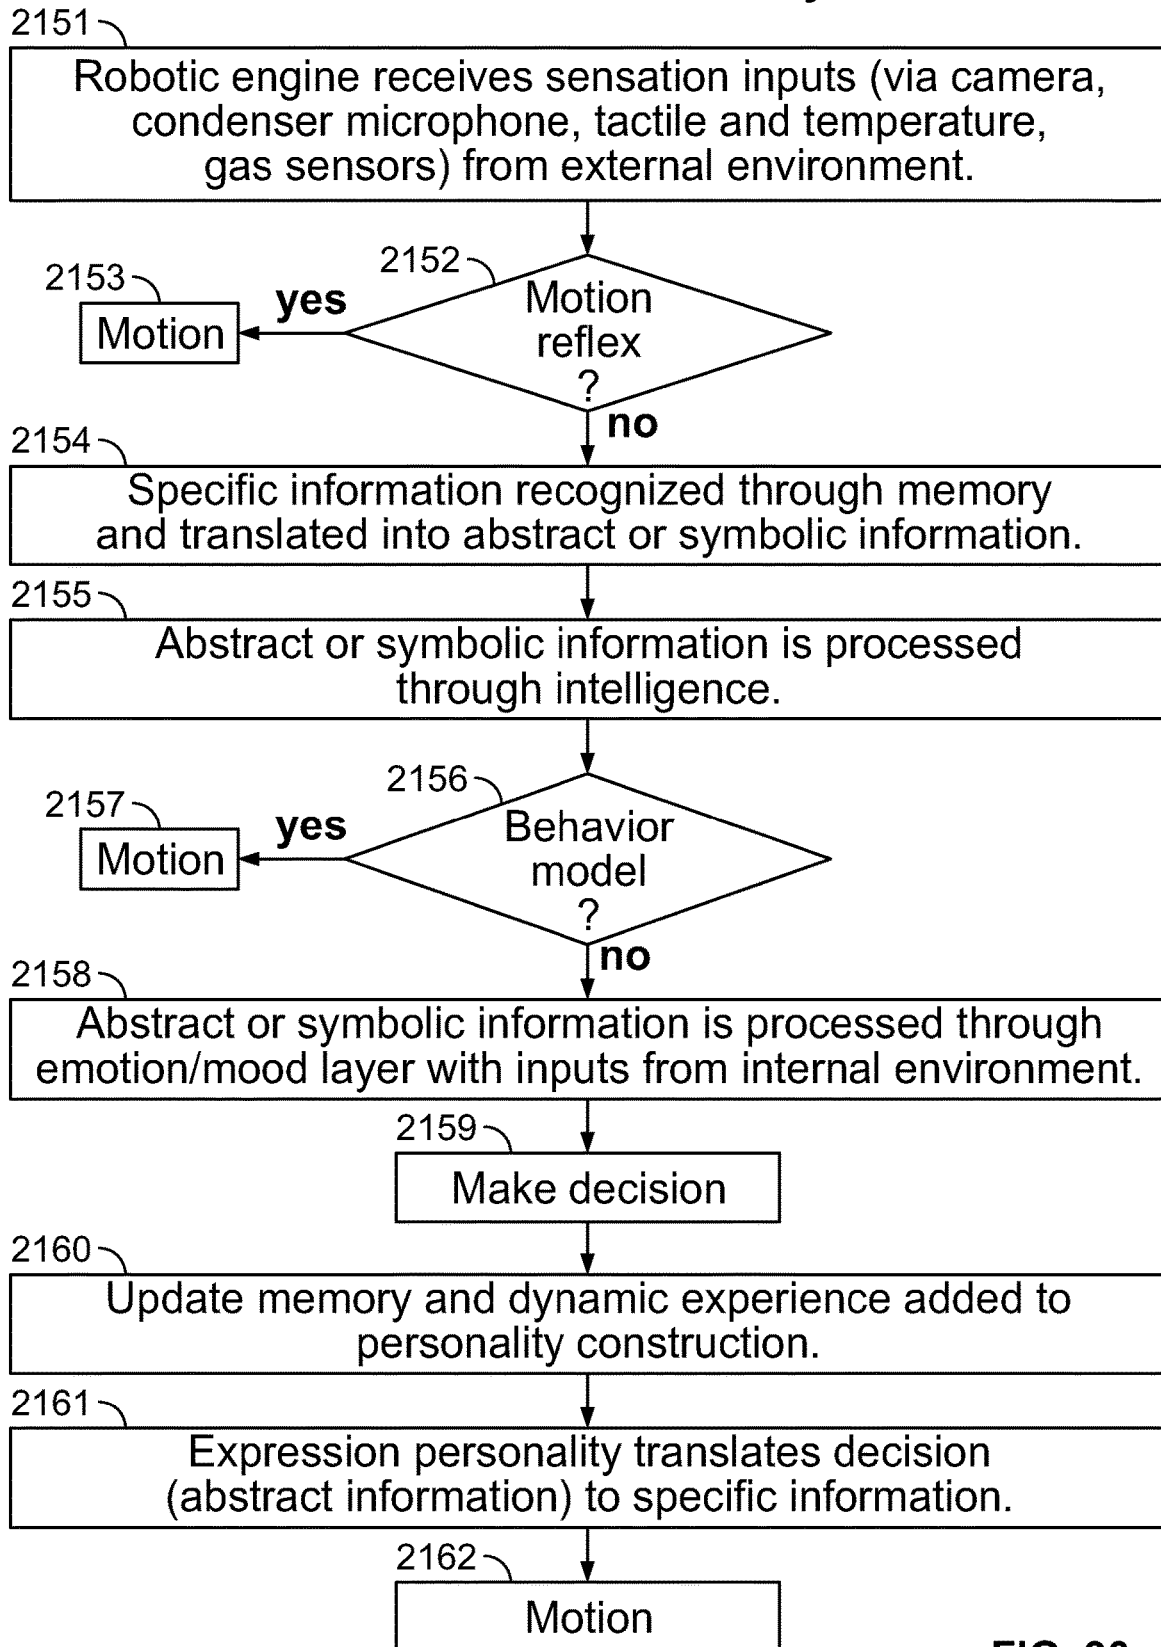 2151
Robotic engine receives sensation inputs (via camera,
condenser microphone, tactile and temperature,
gas sensors) from external environment.
2152
2153
yes
Motion
Motion
reflex
?
no
2154
Specific information recognized through memory
and translated into abstract or symbolic information.
2155
Abstract or symbolic information is processed
through intelligence.
2156
2157
yes
Motion
Behavior
model
?
no
2158
Abstract or symbolic information is processed through
emotion/mood layer with inputs from internal environment.
2159
Make decision
2160
Update memory and dynamic experience added to
personality construction.
2161
Expression personality translates decision
(abstract information) to specific information.
2162
Motion